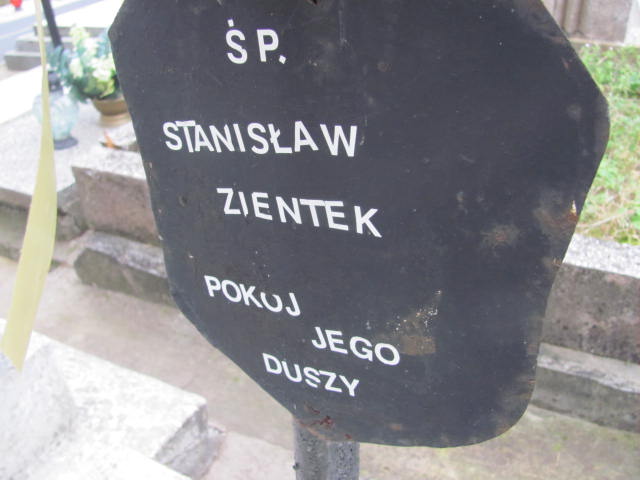 ŚP.
STANISŁAW
ZIENTEK
POKOJ
JEGO
DUSZY